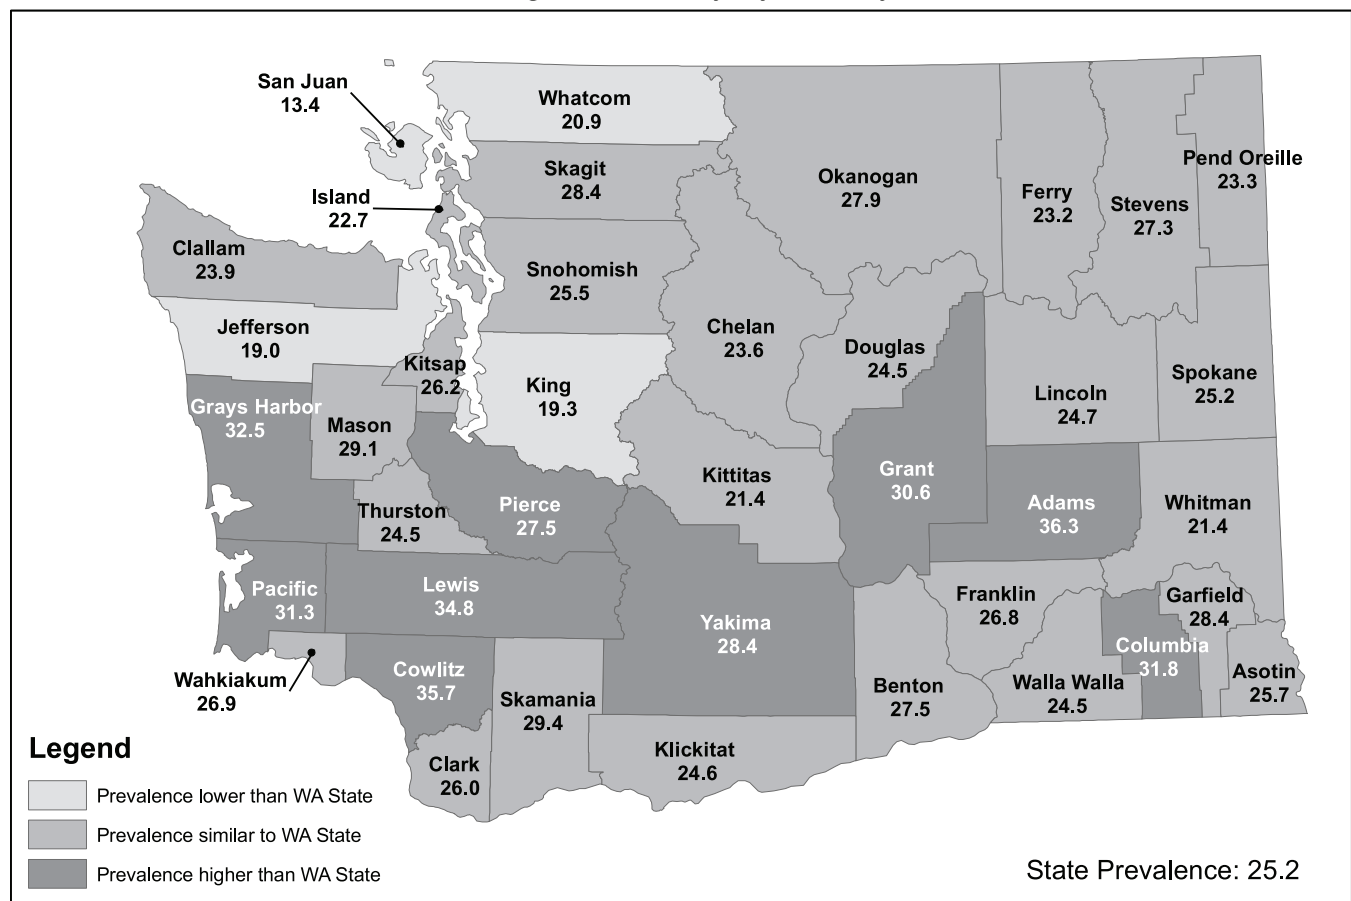 San Juan
13.4
Whatcom
20.9
Skagit
28.4
Island
22.7
Okanogan
27.9
Ferry
23.2
Stevens
27.3
Pend Oreille
23.3
Clallam
23.9
Snohomish
25.5
Jefferson
19.0
Chelan
23.6
Douglas
24.5
Kitsap
26.2
King
19.3
Lincoln
24.7
Spokane
25.2
Grays Harbor
32.5
Mason
29.1
Kittitas
21.4
Grant
30.6
Adams
36.3
Whitman
21.4
Thurston
24.5
Pierce
27.5
Pacific
31.3
Lewis
34.8
Yakima
28.4
Franklin
26.8
Garfield
28.4
Columbia
31.8
Wahkiakum
26.9
Cowlitz
35.7
Skamania
29.4
Benton
27.5
Walla Walla
24.5
Asotin
25.7
Clark
26.0
Klickitat
24.6
Legend
Prevalence lower than WA State
Prevalence similar to WA State
Prevalence higher than WA State
State Prevalence: 25.2